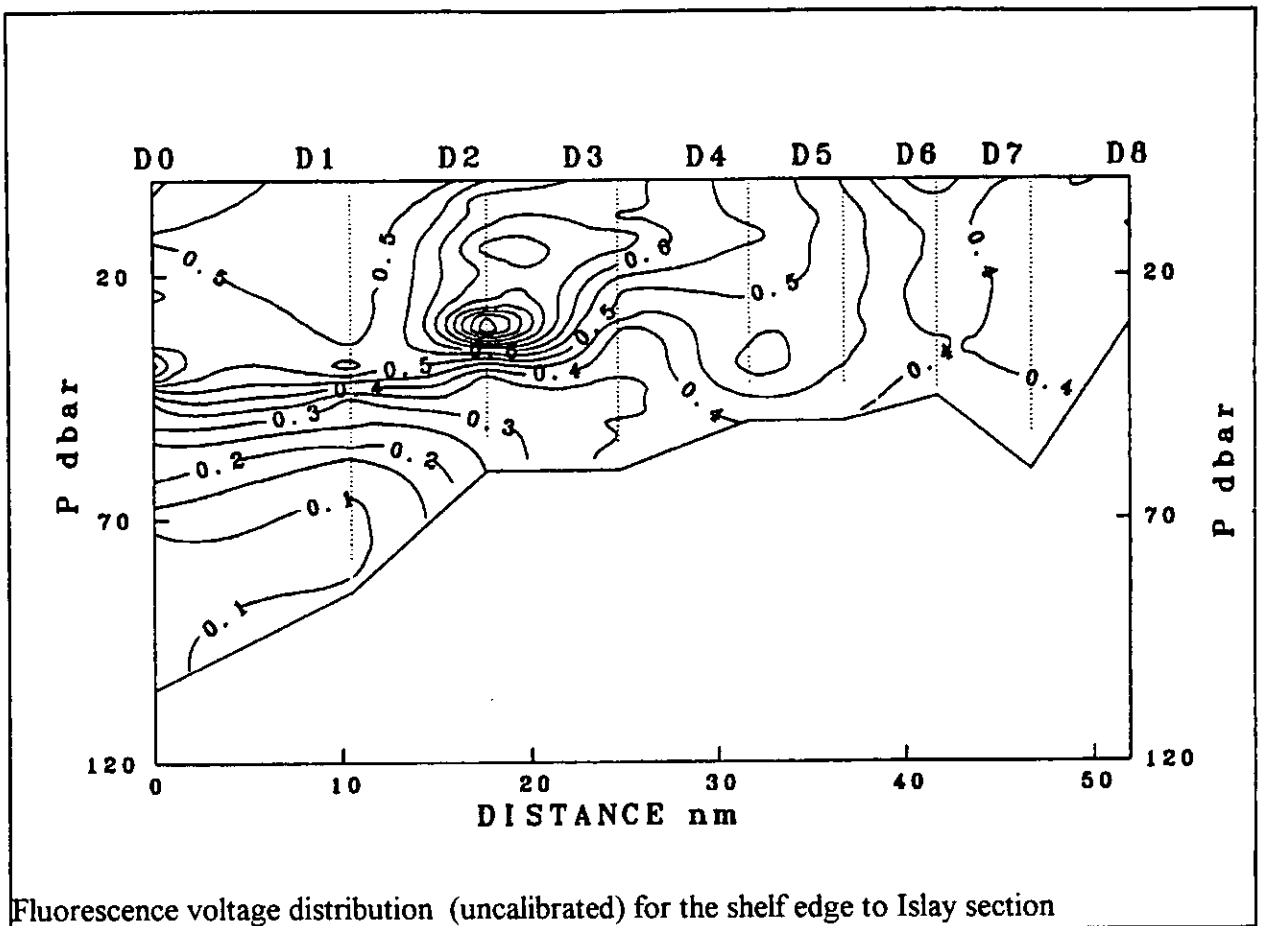 D0 D1 D2 D3 D4 D5 D6 D7 D8
0.5 0.5 0.6 0.5 0.5 0.4
20 20
0.5 0.4 0.4 0.4 0.4
0.3 0.3
0.2 0.2
0.1
0.1
70 70
P dbar
P dbar
120 120
0 10 20 30 40 50
DISTANCE nm
Fluorescence voltage distribution (uncalibrated) for the shelf edge to Islay section